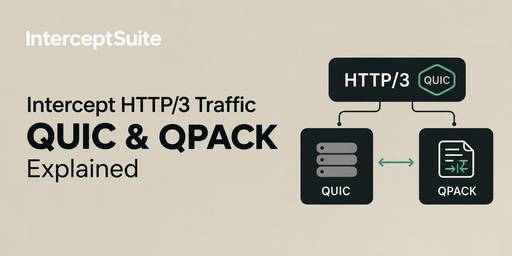 InterceptSuite
Intercept HTTP/3 Traffic
QUIC & QPACK
Explained
HTTP/3 QUIC
QUIC
QPACK